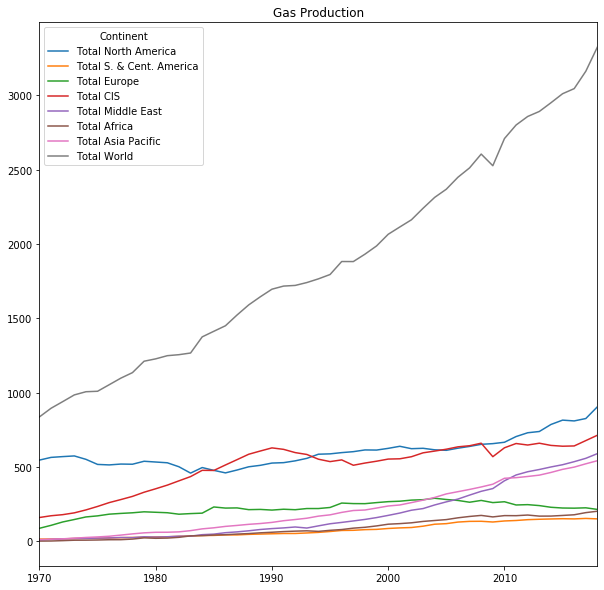 Gas Production
Continent
Total North America
Total S. & Cent. America
Total Europe
Total CIS
Total Middle East
Total Africa
Total Asia Pacific
Total World
3000
2500
2000
1500
1000
500
0
1970 1980 1990 2000 2010